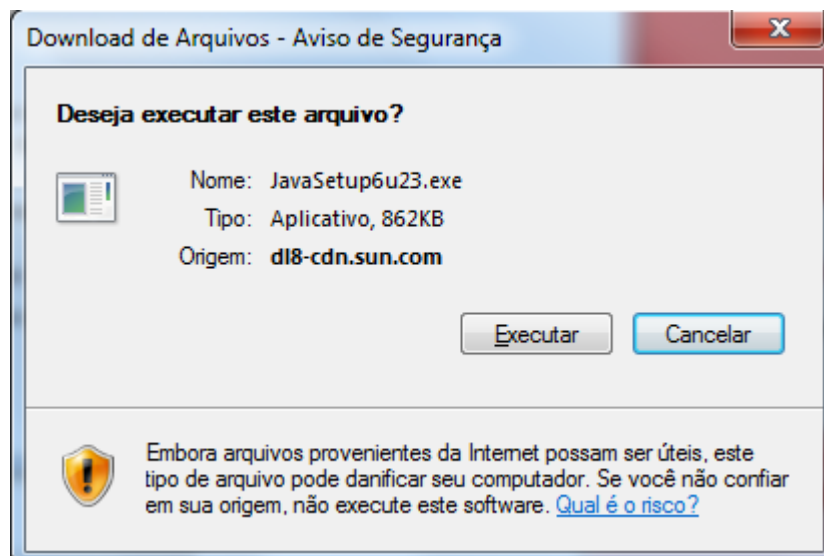 Download de Arquivos - Aviso de Segurança
Deseja executar este arquivo?
Nome: JavaSetup6u23.exe
Tipo: Aplicativo, 862KB
Origem: dl8-cdn.sun.com
Executar Cancelar
Embora arquivos provenientes da Internet possam ser úteis, este
tipo de arquivo pode danificar seu computador. Se você não confiar
em sua origem, não execute este software. Qual é o risco?